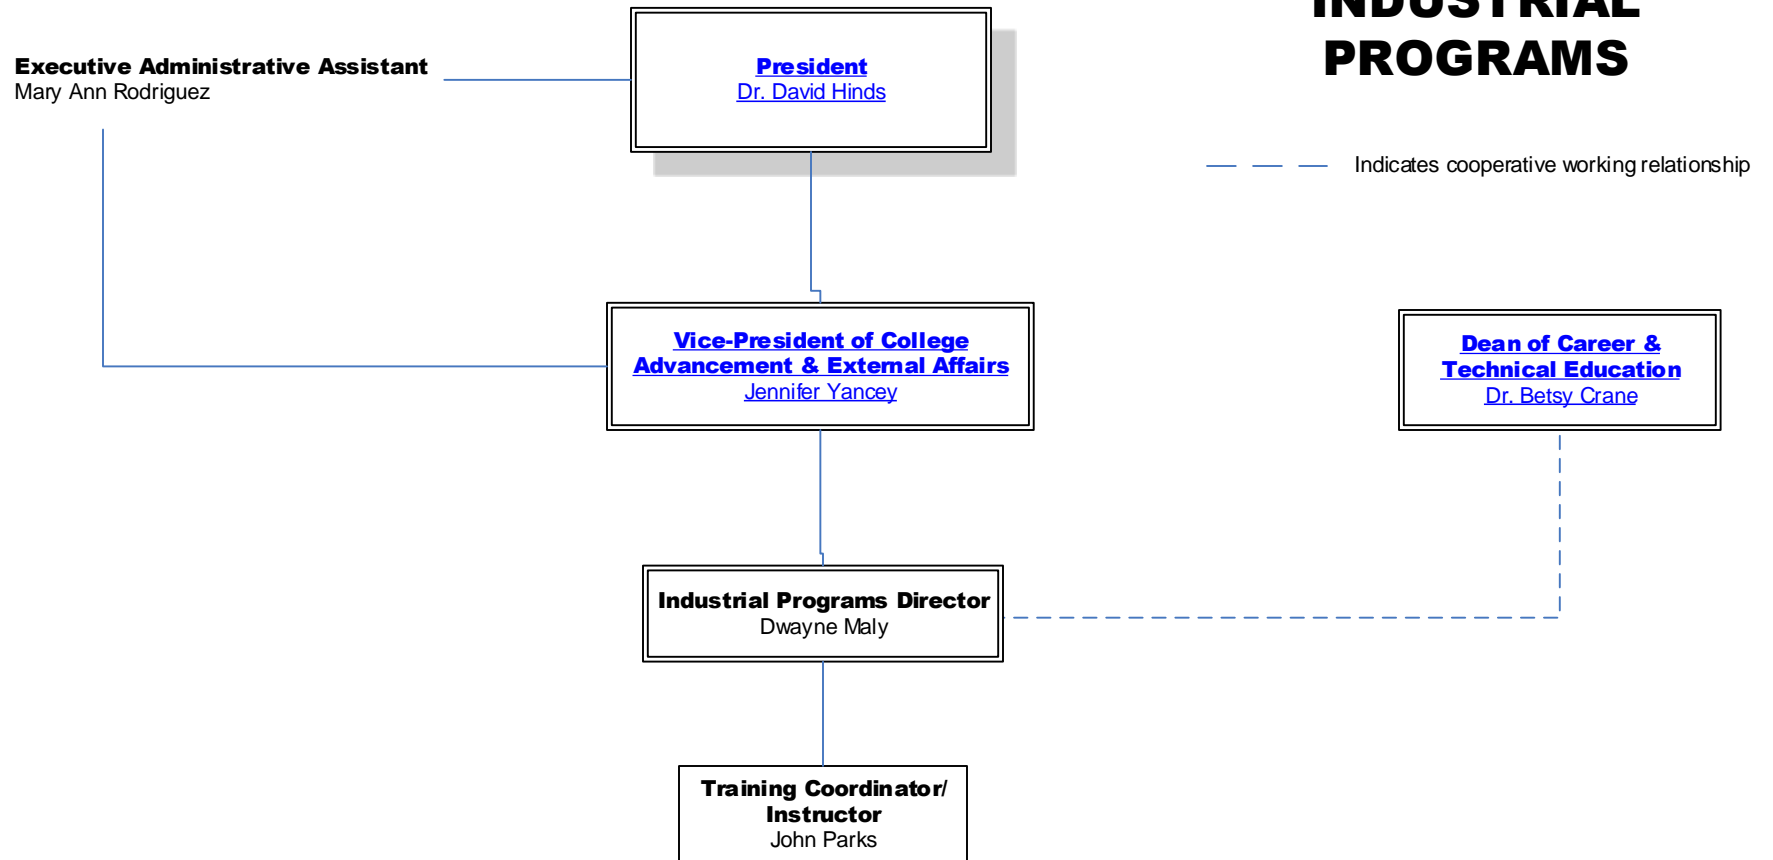 INDUSTRIAL
PROGRAMS
Executive Administrative Assistant
Mary Ann Rodriguez
President
Dr. David Hinds
Indicates cooperative working relationship
Vice-President of College
Advancement & External Affairs
Jennifer Yancey
Dean of Career &
Technical Education
Dr. Betsy Crane
Industrial Programs Director
Dwayne Maly
Training Coordinator/
Instructor
John Parks